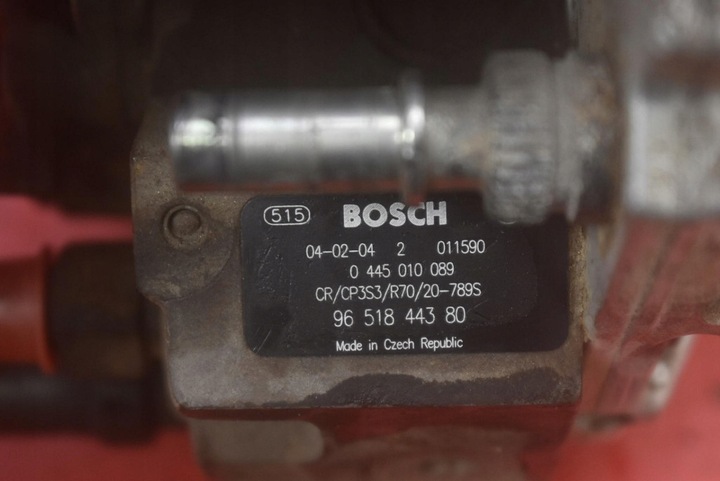 515 BOSCH
04-02-04 2 011590
0 445 010 089
CR/CP3S3/R70/20-789S
96 518 443 80
Made in Czech Republic